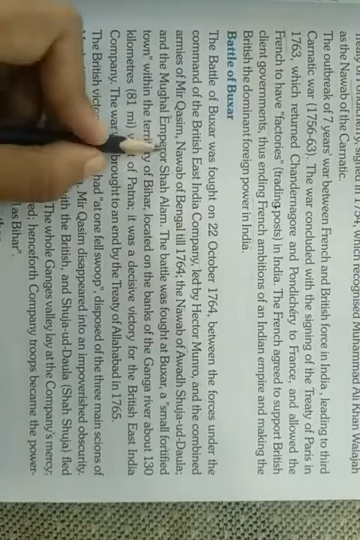 1754, which recognised Muhammad Ali Khan Walajah
as the Nawab of the Carnatic.
The outbreak of 7 years' war between French and British force in India, leading to third
Carnatic war (1756-63). The war concluded with the signing of the Treaty of Paris in
1763, which returned Chandernagore and Pondichéry to France, and allowed the
French to have "factories" (trading posts) in India. The French agreed to support British
client governments, thus ending French ambitions of an Indian empire and making the
British the dominant foreign power in India.
Battle of Buxar
The Battle of Buxar was fought on 22 October 1764, between the forces under the
command of the British East India Company, led by Hector Munro, and the combined
armies of Mir Qasim, Nawab of Bengal till 1764; the Nawab of Awadh Shuja-ud-Daula;
and the Mughal Emperor Shah Alam. The battle was fought at Buxar, a "small fortified
town" within the of Bihar, located on the banks of the Ganga river about 130
kilometres (81 mi) of Patna; it was a decisive victory for the British East India
Company. The war brought to an end by the Treaty of Allahabad in 1765.
The British had "at one fell swoop", disposed of the three main scions of
Mir Qasim disappeared into an impoverished obscurity.
with the British, and Shuja-ud-Daula (Shah Shuja) fled
The whole Ganges valley lay at the Company's mercy;
henceforth Company troops became the power-
as Bihar".